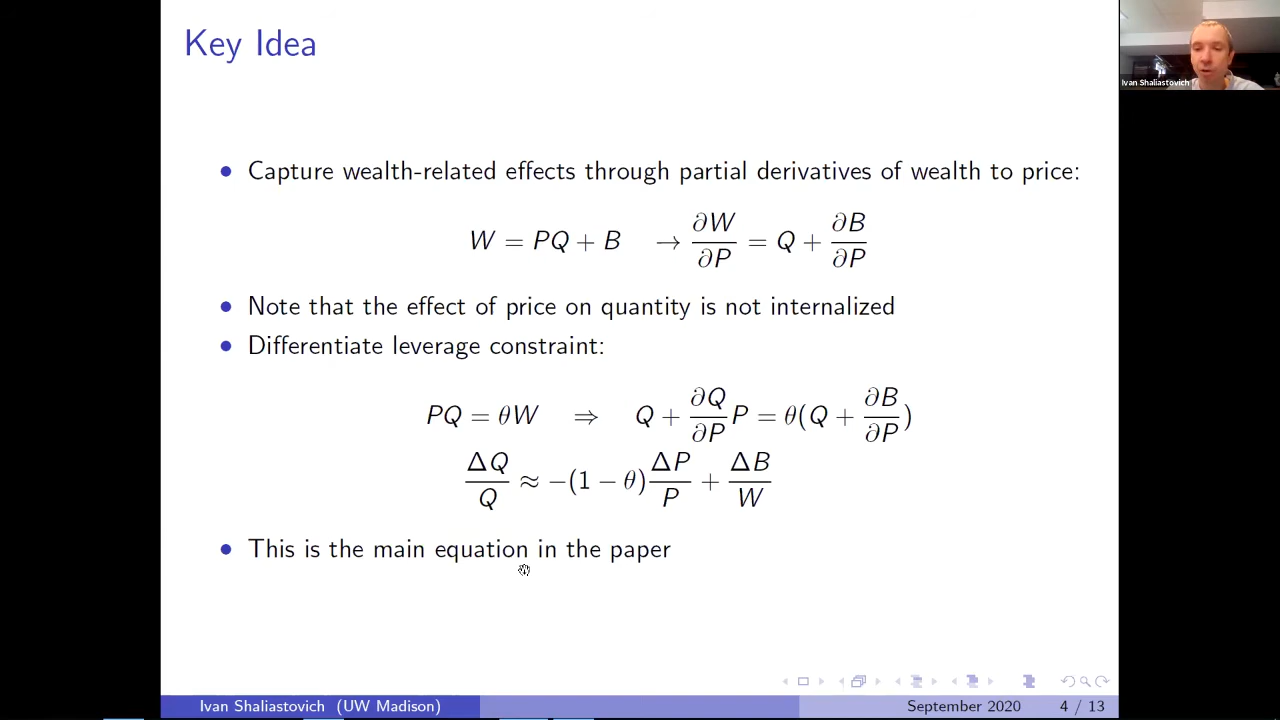 Key Idea
Ivan Shaliastovich
• Capture wealth-related effects through partial derivatives of wealth to price:
W = PQ + B → ∂W/∂P = Q + ∂B/∂P
• Note that the effect of price on quantity is not internalized
• Differentiate leverage constraint:
PQ = θW ⇒ Q + ∂Q/∂P P = θ(Q + ∂B/∂P)
ΔQ/Q ≈ −(1 − θ) ΔP/P + ΔB/W
• This is the main equation in the paper
Ivan Shaliastovich (UW Madison)
September 2020
4 / 13